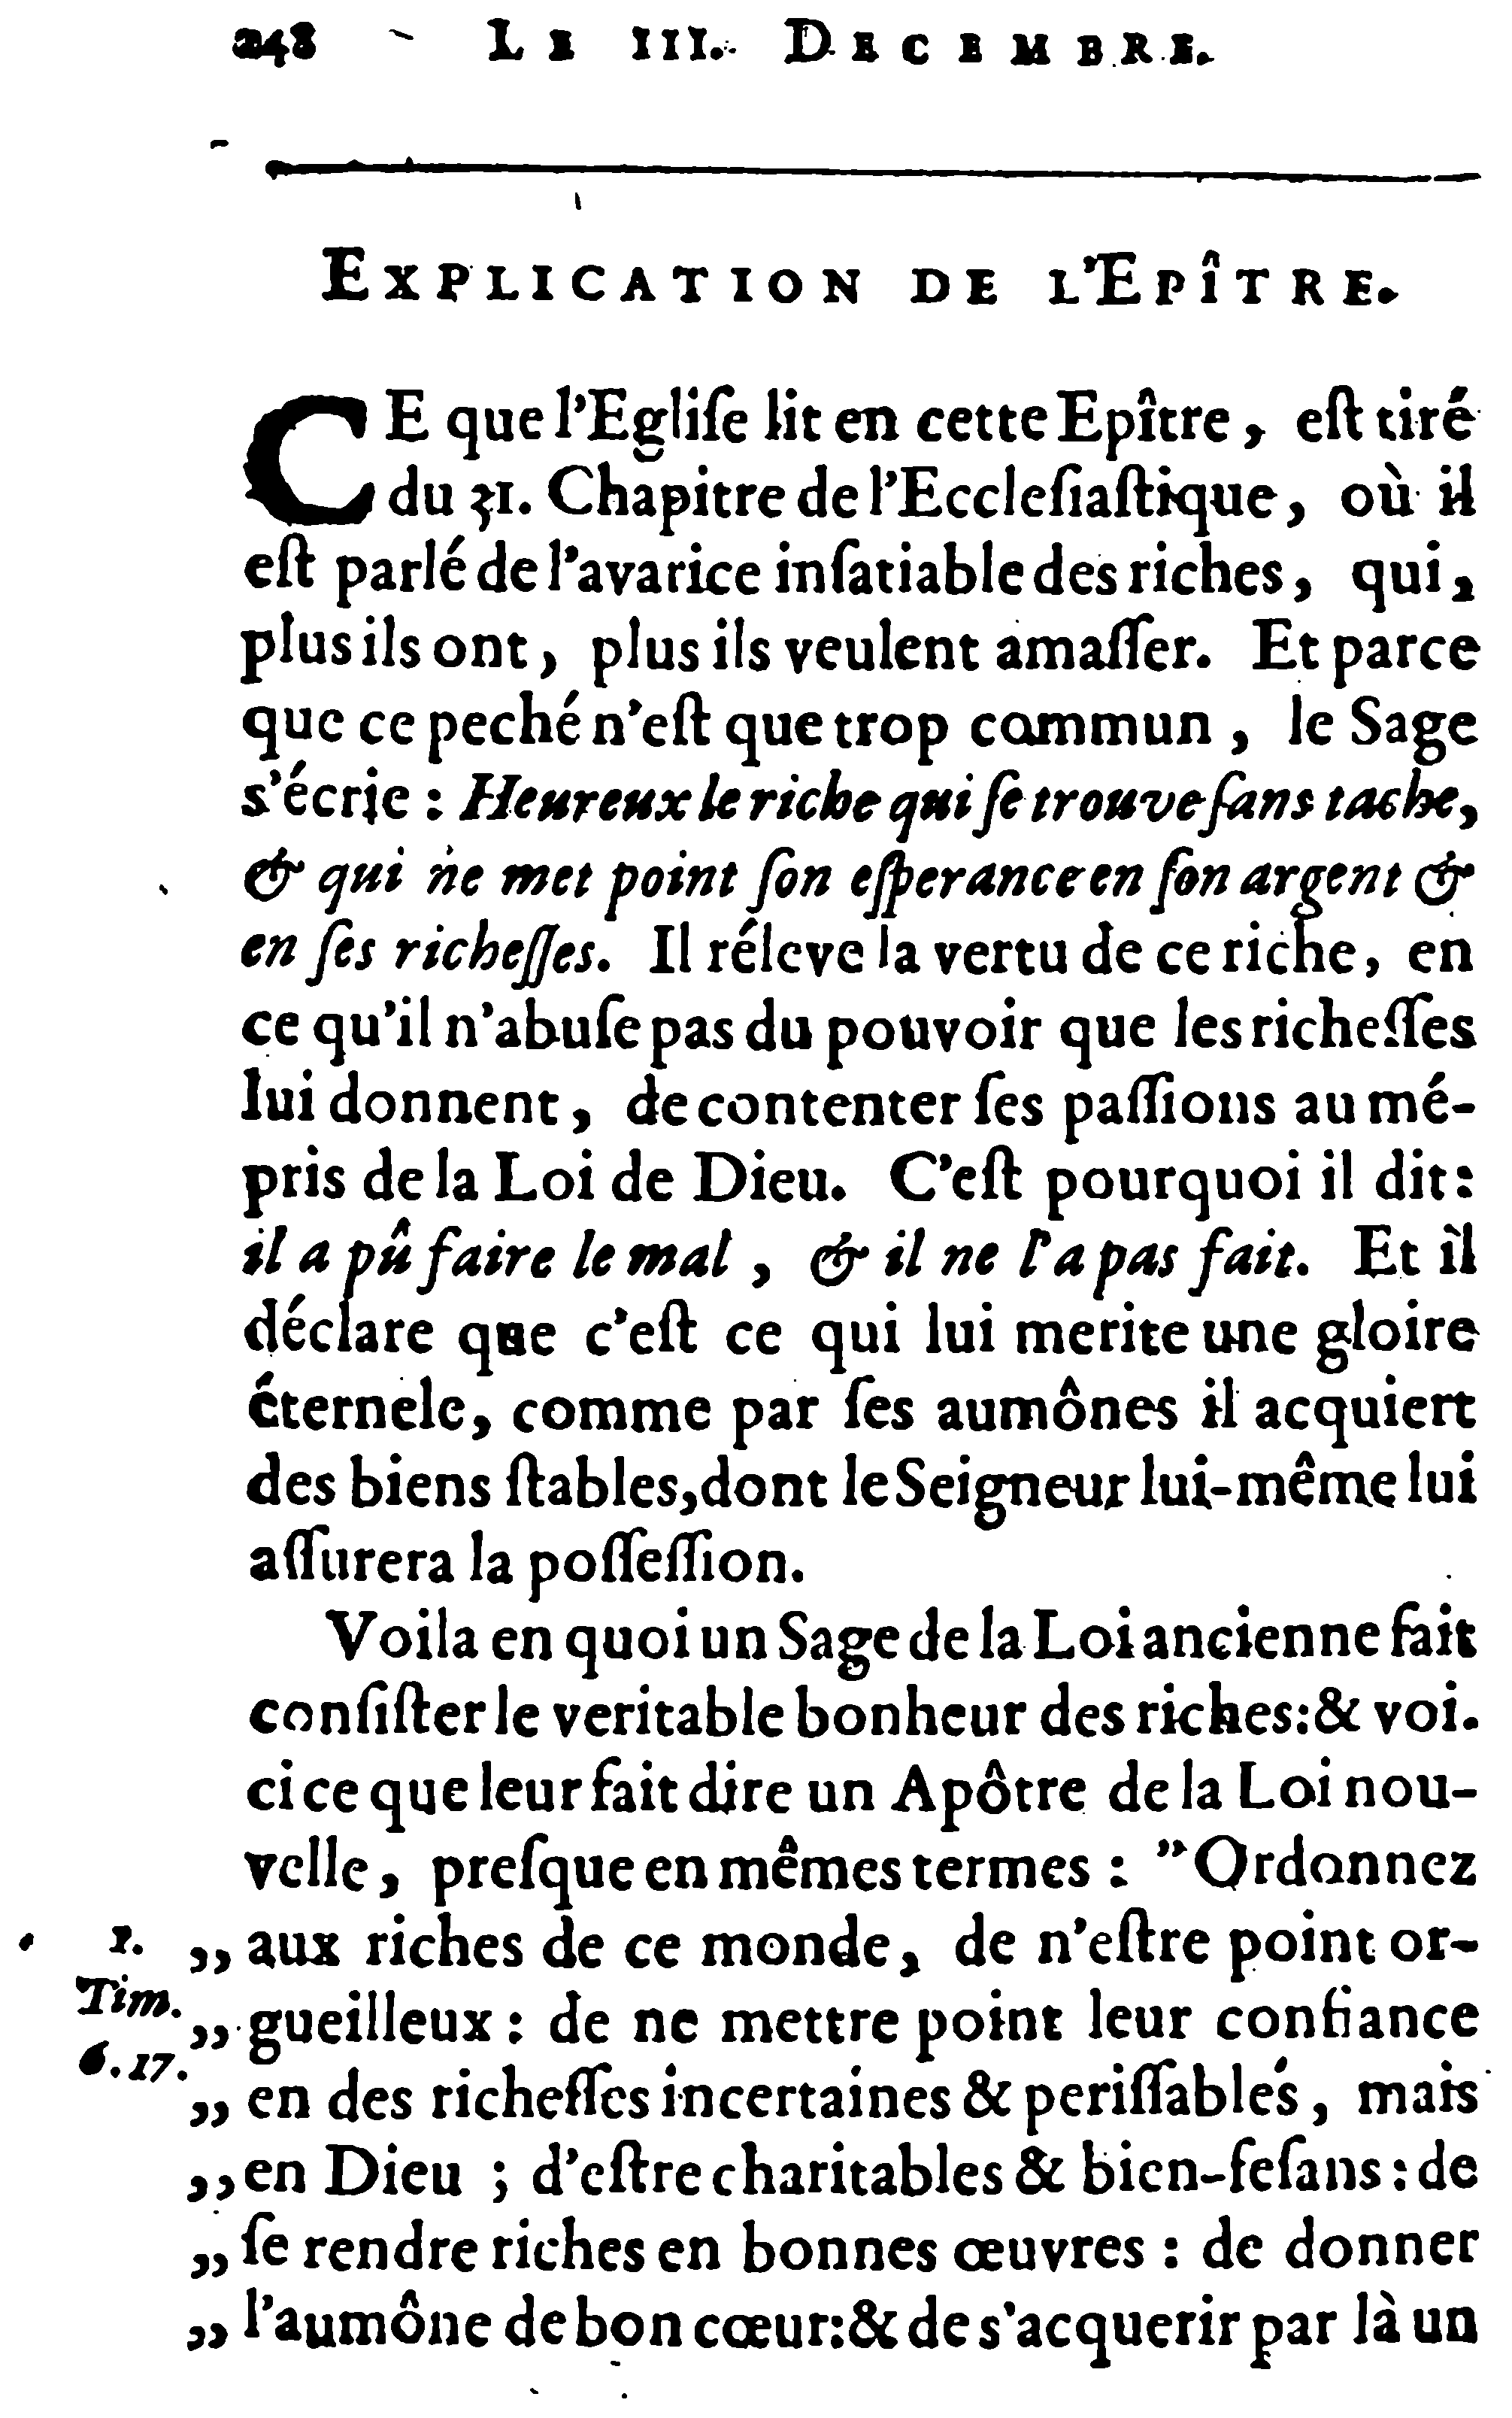 248 LE III. DECEMBRE.
EXPLICATION DE L'EPÎTRE.
CE que l'Egliſe lit en cette Epître, eſt tiré
du 31. Chapitre de l'Eccleſiaſtique, où il
eſt parlé de l'avarice inſatiable des riches, qui,
plus ils ont, plus ils veulent amaſſer. Et parce
que ce peché n'eſt que trop commun, le Sage
s'écrie : Heureux le riche qui ſe trouve ſans tache,
& qui ne met point ſon eſperance en ſon argent &
en ſes richeſſes. Il réleve la vertu de ce riche, en
ce qu'il n'abuſe pas du pouvoir que les richeſſes
lui donnent, de contenter ſes paſſions au mé-
pris de la Loi de Dieu. C'eſt pourquoi il dit:
il a pû faire le mal, & il ne l'a pas fait. Et il
déclare que c'eſt ce qui lui merite une gloire
éternele, comme par ſes aumônes il acquiert
des biens ſtables, dont le Seigneur lui-même lui
aſſurera la poſſeſſion.
Voila en quoi un Sage de la Loi ancienne fait
conſiſter le veritable bonheur des riches: & voi.
ci ce que leur fait dire un Apôtre de la Loi nou-
velle, preſque en mêmes termes : "Ordonnez
1. ,, aux riches de ce monde, de n'eſtre point or-
Tim. ,, gueilleux : de ne mettre point leur confiance
6. 17. ,, en des richeſſes incertaines & periſſables, mais
,, en Dieu ; d'eſtre charitables & bien-feſans : de
,, ſe rendre riches en bonnes œuvres : de donner
,, l'aumône de bon cœur: & de s'acquerir par là un